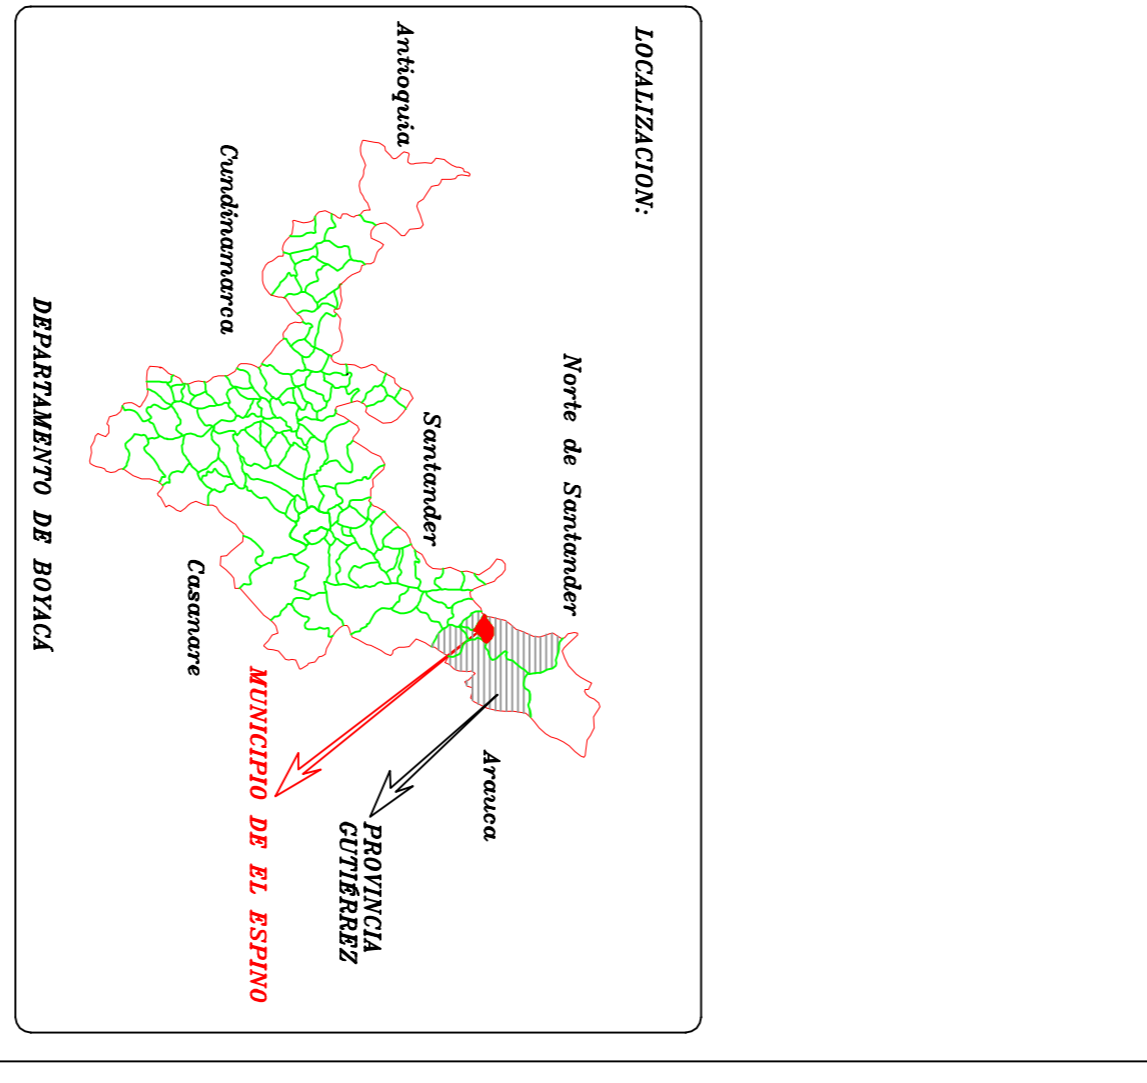 LOCALIZACION:
Norte de Santander
Antioquia
Santander
Arauca
Cundinamarca
PROVINCIA
GUTIÉRREZ
MUNICIPIO DE EL ESPINO
Casanare
DEPARTAMENTO DE BOYACÁ